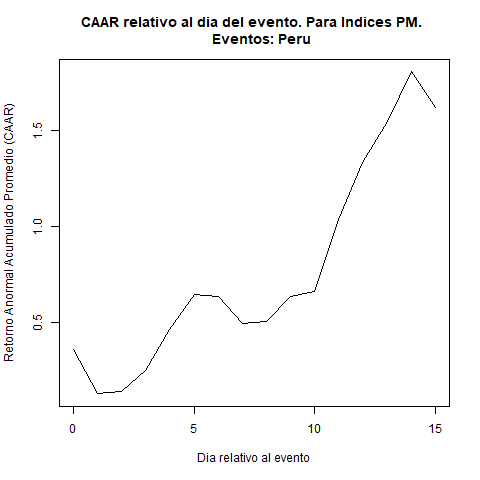 CAAR relativo al dia del evento. Para Indices PM.
Eventos: Peru
Retorno Anormal Acumulado Promedio (CAAR)
1.5
1.0
0.5
0 5 10 15
Dia relativo al evento